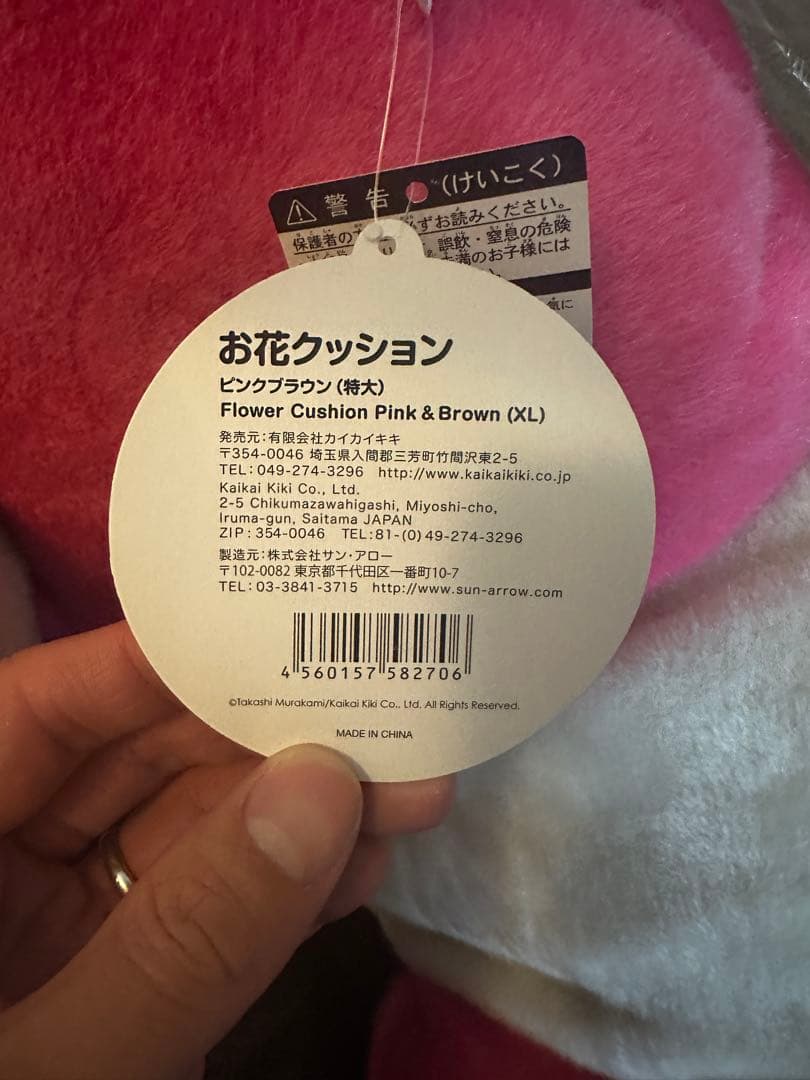 警告 (けいこく)
保護者の
ずお読みください。
誤飲・窒息の危険
満のお子様には
気に
お花クッション
ピンクブラウン(特大)
Flower Cushion Pink & Brown (XL)
発売元:有限会社カイカイキキ
〒354-0046 埼玉県入間郡三芳町竹間沢東2-5
TEL:049-274-3296 http://www.kaikaikiki.co.jp
Kaikai Kiki Co., Ltd.
2-5 Chikumazawahigashi, Miyoshi-cho,
Iruma-gun, Saitama JAPAN
ZIP:354-0046 TEL:81-(0)49-274-3296
製造元:株式会社サン・アロー
〒102-0082 東京都千代田区一番町10-7
TEL:03-3841-3715 http://www.sun-arrow.com
4 560157 582706
©Takashi Murakami/Kaikai Kiki Co., Ltd. All Rights Reserved.
MADE IN CHINA